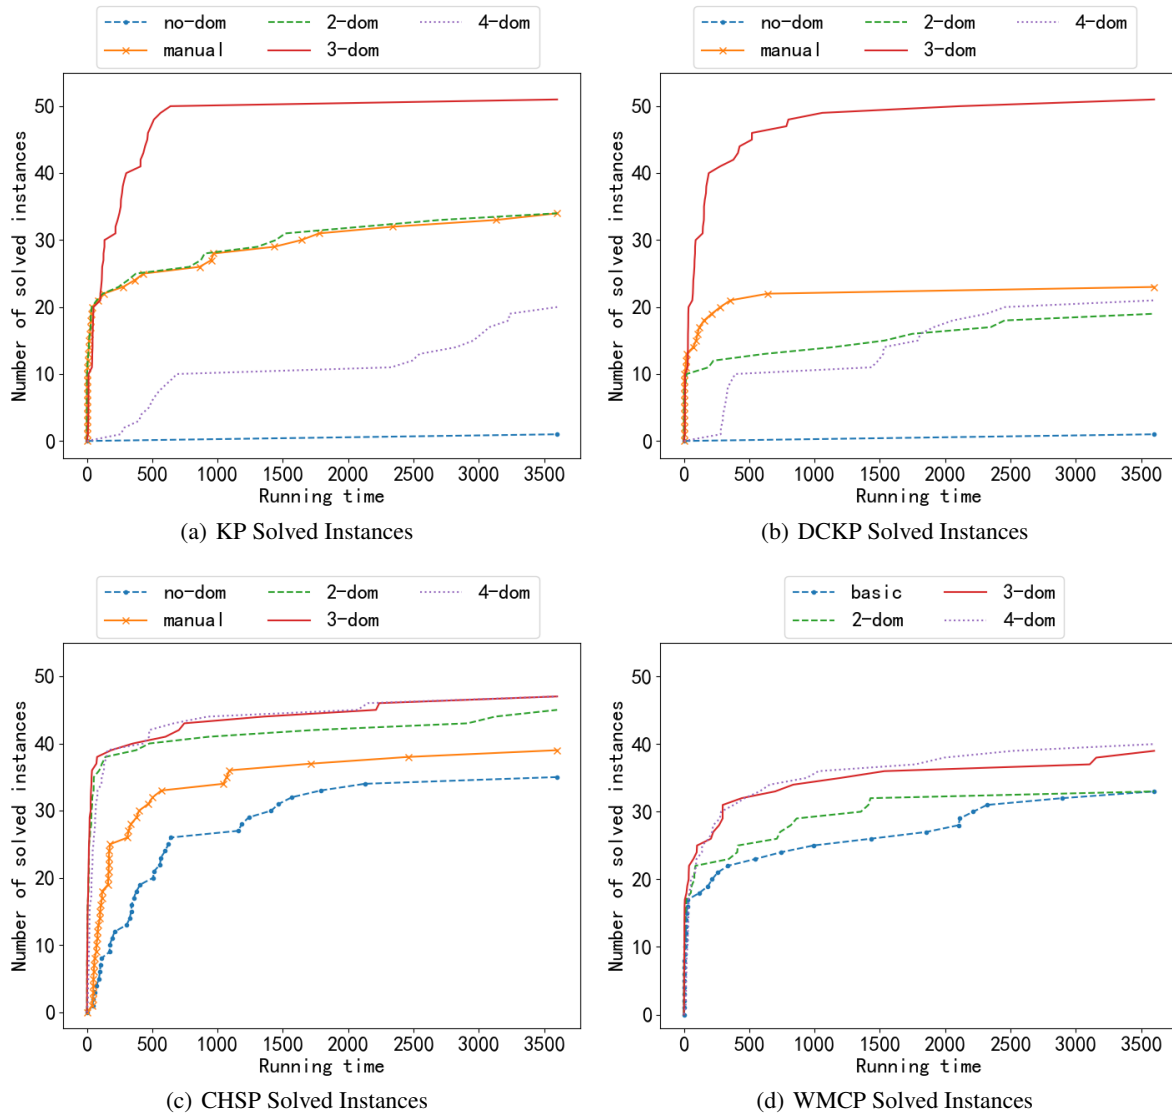 no-dom 2-dom 4-dom
manual 3-dom
50
40
30
20
10
0
Number of solved instances
0 500 1000 1500 2000 2500 3000 3500
Running time
(a) KP Solved Instances
no-dom 2-dom 4-dom
manual 3-dom
50
40
30
20
10
0
Number of solved instances
0 500 1000 1500 2000 2500 3000 3500
Running time
(b) DCKP Solved Instances
no-dom 2-dom 4-dom
manual 3-dom
50
40
30
20
10
0
Number of solved instances
0 500 1000 1500 2000 2500 3000 3500
Running time
(c) CHSP Solved Instances
basic 3-dom
2-dom 4-dom
50
40
30
20
10
0
Number of solved instances
0 500 1000 1500 2000 2500 3000 3500
Running time
(d) WMCP Solved Instances